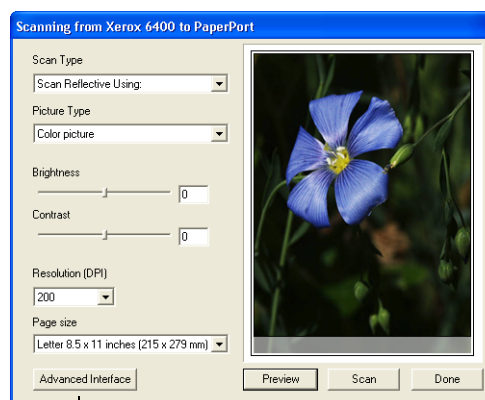 Scanning from Xerox 6400 to PaperPort
Scan Type
Scan Reflective Using:
Picture Type
Color picture
Brightness
0
Contrast
0
Resolution (DPI)
200
Page size
Letter 8.5 x 11 inches (215 x 279 mm)
Advanced Interface
Preview
Scan
Done